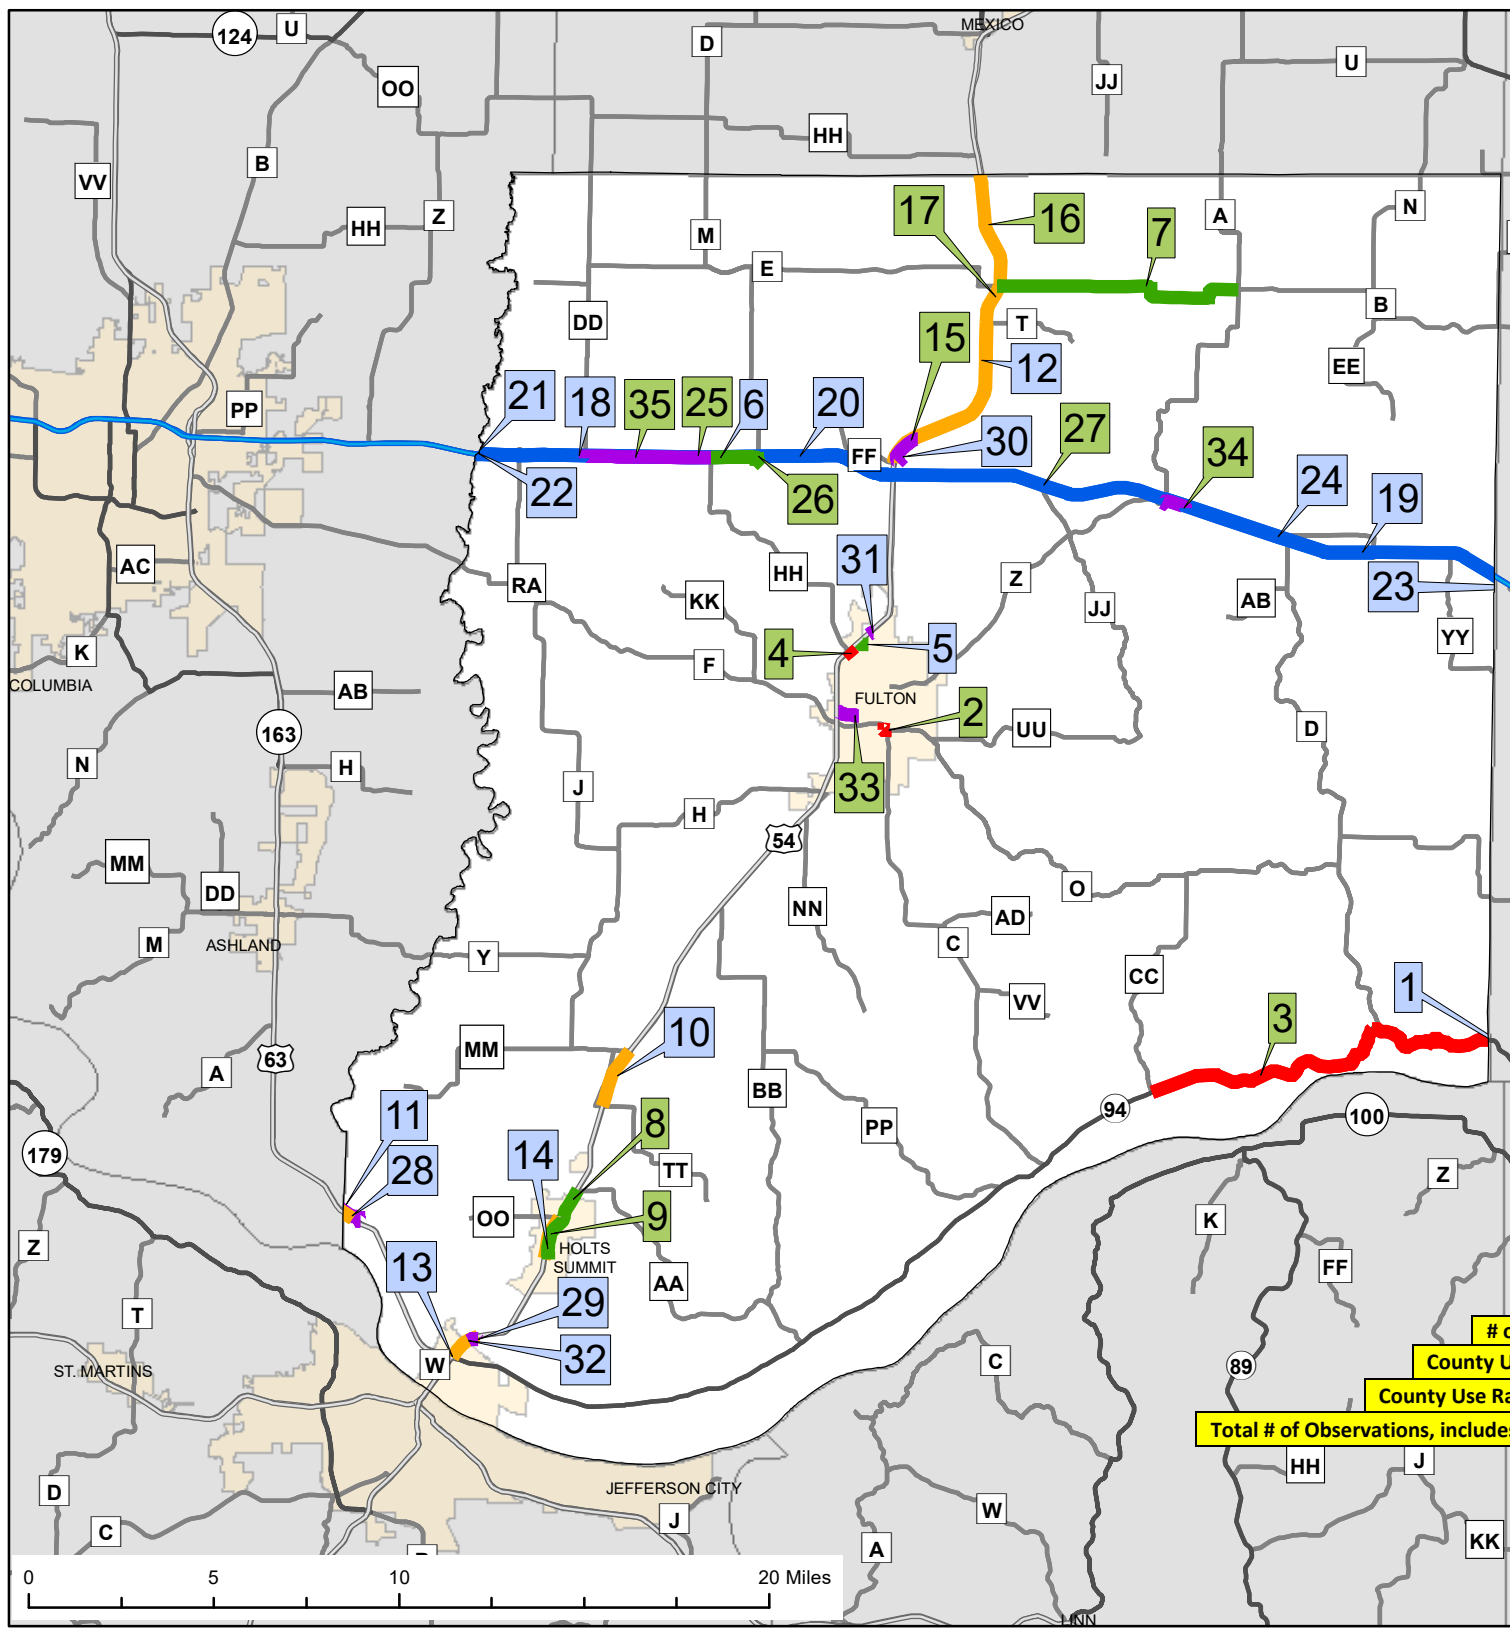 MEXICO
124
U
D
OO
JJ
U
HH
B
VV
Z
HH
M
A
N
17
16
7
E
DD
B
T
15
12
EE
PP
21
18
35
25
6
20
FF
30
27
34
24
19
22
26
23
AC
RA
HH
31
KK
Z
JJ
AB
YY
K
4
5
F
COLUMBIA
AB
FULTON
2
UU
D
163
N
H
J
33
H
54
MM
DD
NN
O
AD
M
ASHLAND
Y
C
CC
VV
1
3
10
MM
63
A
BB
94
100
PP
11
8
14
TT
179
28
Z
OO
9
K
Z
HOLTS
SUMMIT
13
AA
FF
29
T
# o
32
W
C
89
County U
ST. MARTINS
County Use Ra
Total # of Observations, includes
HH
J
D
JEFFERSON CITY
W
C
J
A
KK
0 5 10 20 Miles